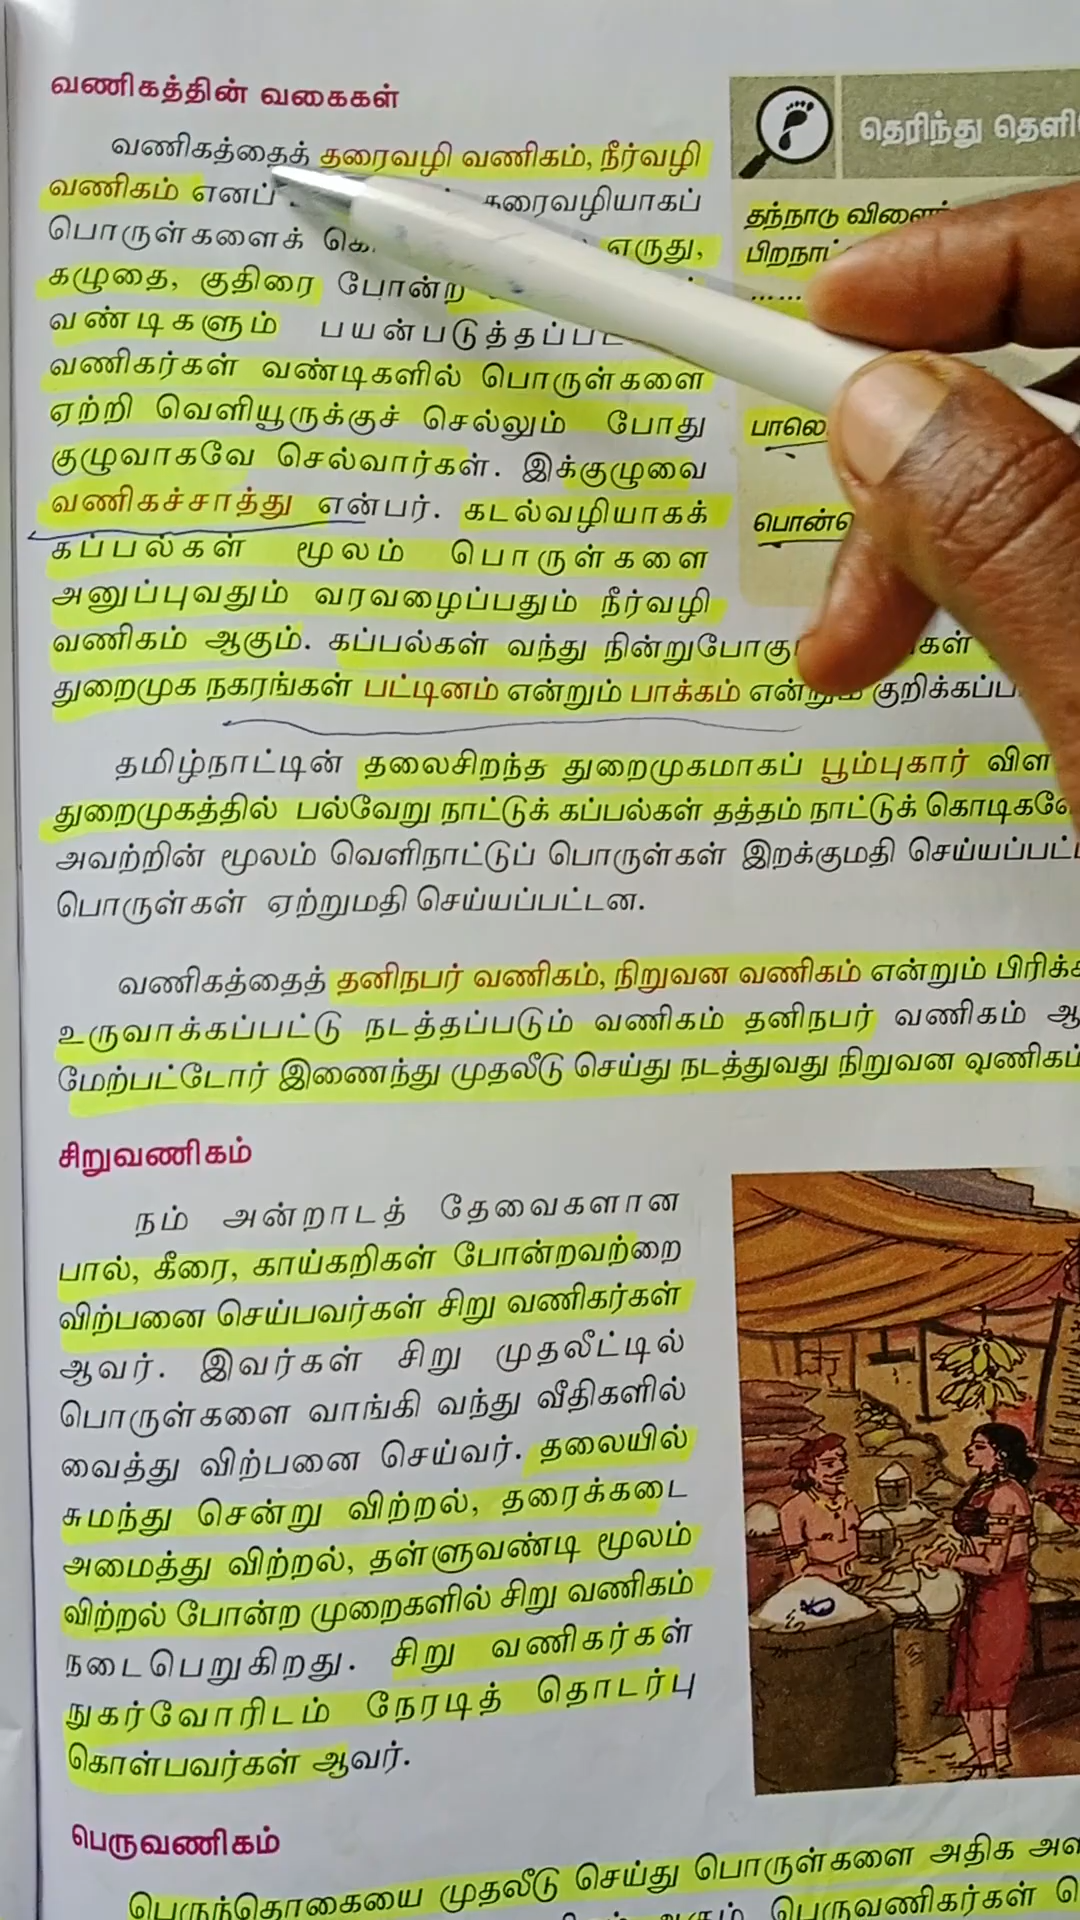 வணிகத்தின் வகைகள்
வணிகத்தைத் தரைவழி வணிகம், நீர்வழி
வணிகம் எனப் தரைவழியாகப்
பொருள்களைக் எருது,
கழுதை, குதிரை போன்ற
வண்டிகளும்
வணிகர்கள் வண்டிகளில் பொருள்களை
ஏற்றி வெளியூருக்குச் செல்லும் போது
குழுவாகவே செல்வார்கள். இக்குழுவை
வணிகச்சாத்து என்பர். கடல்வழியாகக்
கப்பல்கள் மூலம் பொருள்களை
அனுப்புவதும் வரவழைப்பதும் நீர்வழி
வணிகம் ஆகும். கப்பல்கள் வந்து
துறைமுக நகரங்கள் பட்டினம் என்றும் பாக்கம் என்றும்
தமிழ்நாட்டின் தலைசிறந்த துறைமுகமாகப் பூம்புகார்
துறைமுகத்தில் பல்வேறு நாட்டுக் கப்பல்கள் தத்தம் நாட்டுக்
அவற்றின் மூலம் வெளிநாட்டுப் பொருள்கள் இறக்குமதி
பொருள்கள் ஏற்றுமதி செய்யப்பட்டன.
வணிகத்தைத் தனிநபர் வணிகம், நிறுவன வணிகம் என்றும்
உருவாக்கப்பட்டு நடத்தப்படும் வணிகம் தனிநபர் வணிகம்
மேற்பட்டோர் இணைந்து முதலீடு செய்து நடத்துவது நிறுவன வணிகம்
சிறுவணிகம்
நம் அன்றாடத் தேவைகளான
பால், கீரை, காய்கறிகள் போன்றவற்றை
விற்பனை செய்பவர்கள் சிறு வணிகர்கள்
ஆவர். இவர்கள் சிறு முதலீட்டில்
பொருள்களை வாங்கி வந்து வீதிகளில்
வைத்து விற்பனை செய்வர். தலையில்
சுமந்து சென்று விற்றல், தரைக்கடை
அமைத்து விற்றல், தள்ளுவண்டி மூலம்
விற்றல் போன்ற முறைகளில் சிறு வணிகம்
நடைபெறுகிறது. சிறு வணிகர்கள்
நுகர்வோரிடம் நேரடித் தொடர்பு
கொள்பவர்கள் ஆவர்.
பெருவணிகம்
பெருந்தொகையை முதலீடு செய்து பொருள்களை அதிக
பெருவணிகர்கள்
தெரிந்து
தந்நாடு